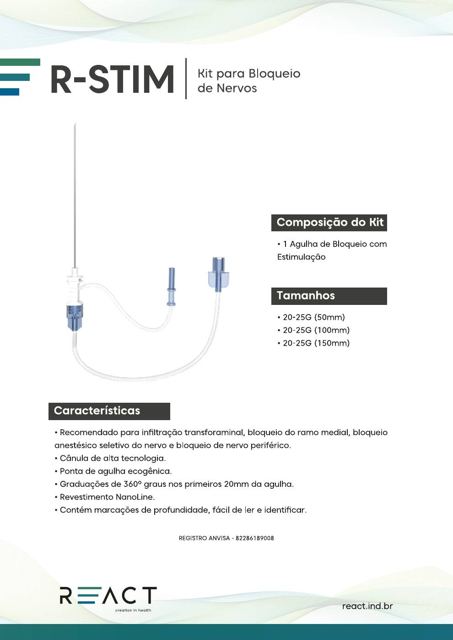 R-STIM
Kit para Bloqueio
de Nervos
Composição do Kit
• 1 Agulha de Bloqueio com
Estimulação
Tamanhos
• 20-25G (50mm)
• 20-25G (100mm)
• 20-25G (150mm)
Características
• Recomendado para infiltração transforaminal, bloqueio do ramo medial, bloqueio
anestésico seletivo do nervo e bloqueio de nervo periférico.
• Cânula de alta tecnologia.
• Ponta de agulha ecogênica.
• Graduações de 360º graus nos primeiros 20mm da agulha.
• Revestimento NanoLine.
• Contém marcações de profundidade, fácil de ler e identificar.
REGISTRO ANVISA - 82286189008
REACT
creation in health
react.ind.br